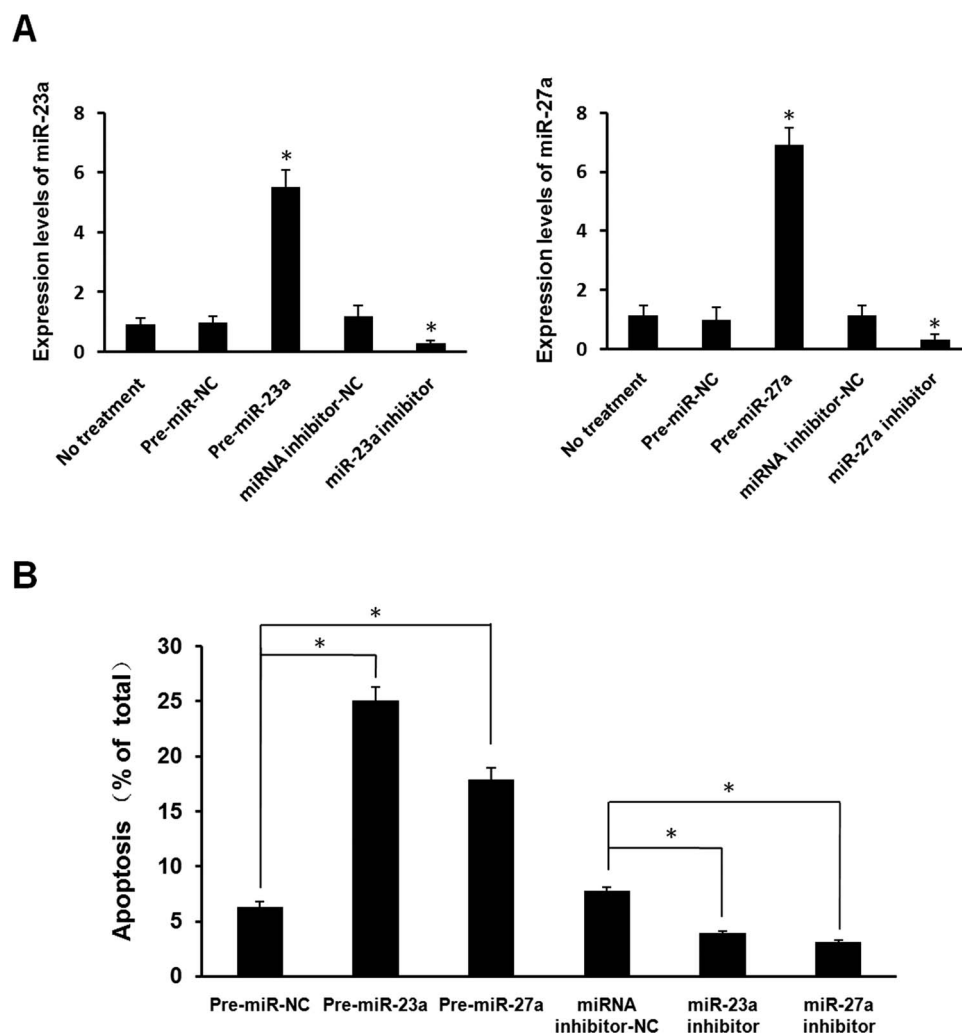 A
Expression levels of miR-23a
8
6
4
2
0
*
*
No treatment
Pre-miR-NC
Pre-miR-23a
miRNA inhibitor-NC
miR-23a inhibitor
Expression levels of miR-27a
8
6
4
2
0
*
*
No treatment
Pre-miR-NC
Pre-miR-27a
miRNA inhibitor-NC
miR-27a inhibitor
B
Apoptosis（% of total）
30
25
20
15
10
5
0
*
*
*
*
Pre-miR-NC
Pre-miR-23a
Pre-miR-27a
miRNA
inhibitor-NC
miR-23a
inhibitor
miR-27a
inhibitor